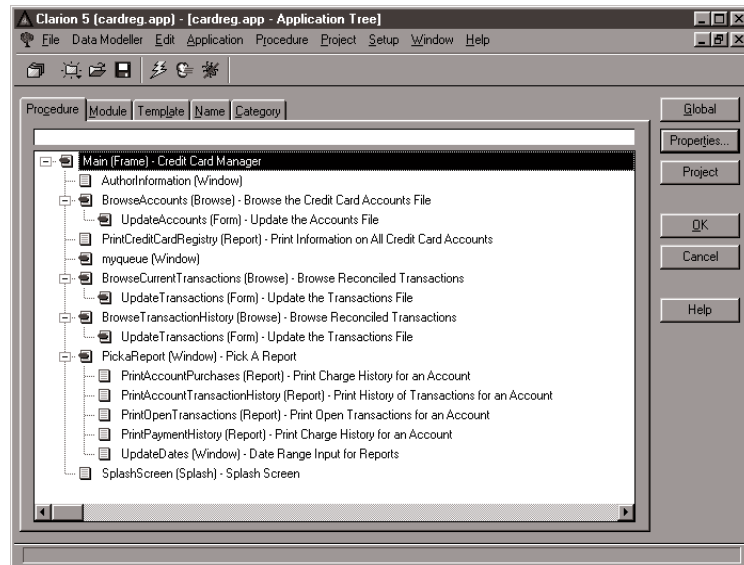 Clarion 5 (cardreg.app) - [cardreg.app - Application Tree]
File Data Modeller Edit Application Procedure Project Setup Window Help
Procedure Module Template Name Category
Global
Properties...
Project
OK
Cancel
Help
Main (Frame) - Credit Card Manager
AuthorInformation (Window)
BrowseAccounts (Browse) - Browse the Credit Card Accounts File
UpdateAccounts (Form) - Update the Accounts File
PrintCreditCardRegistry (Report) - Print Information on All Credit Card Accounts
myqueue (Window)
BrowseCurrentTransactions (Browse) - Browse Reconciled Transactions
UpdateTransactions (Form) - Update the Transactions File
BrowseTransactionHistory (Browse) - Browse Reconciled Transactions
UpdateTransactions (Form) - Update the Transactions File
PickaReport (Window) - Pick A Report
PrintAccountPurchases (Report) - Print Charge History for an Account
PrintAccountTransactionHistory (Report) - Print History of Transactions for an Account
PrintOpenTransactions (Report) - Print Open Transactions for an Account
PrintPaymentHistory (Report) - Print Charge History for an Account
UpdateDates (Window) - Date Range Input for Reports
SplashScreen (Splash) - Splash Screen